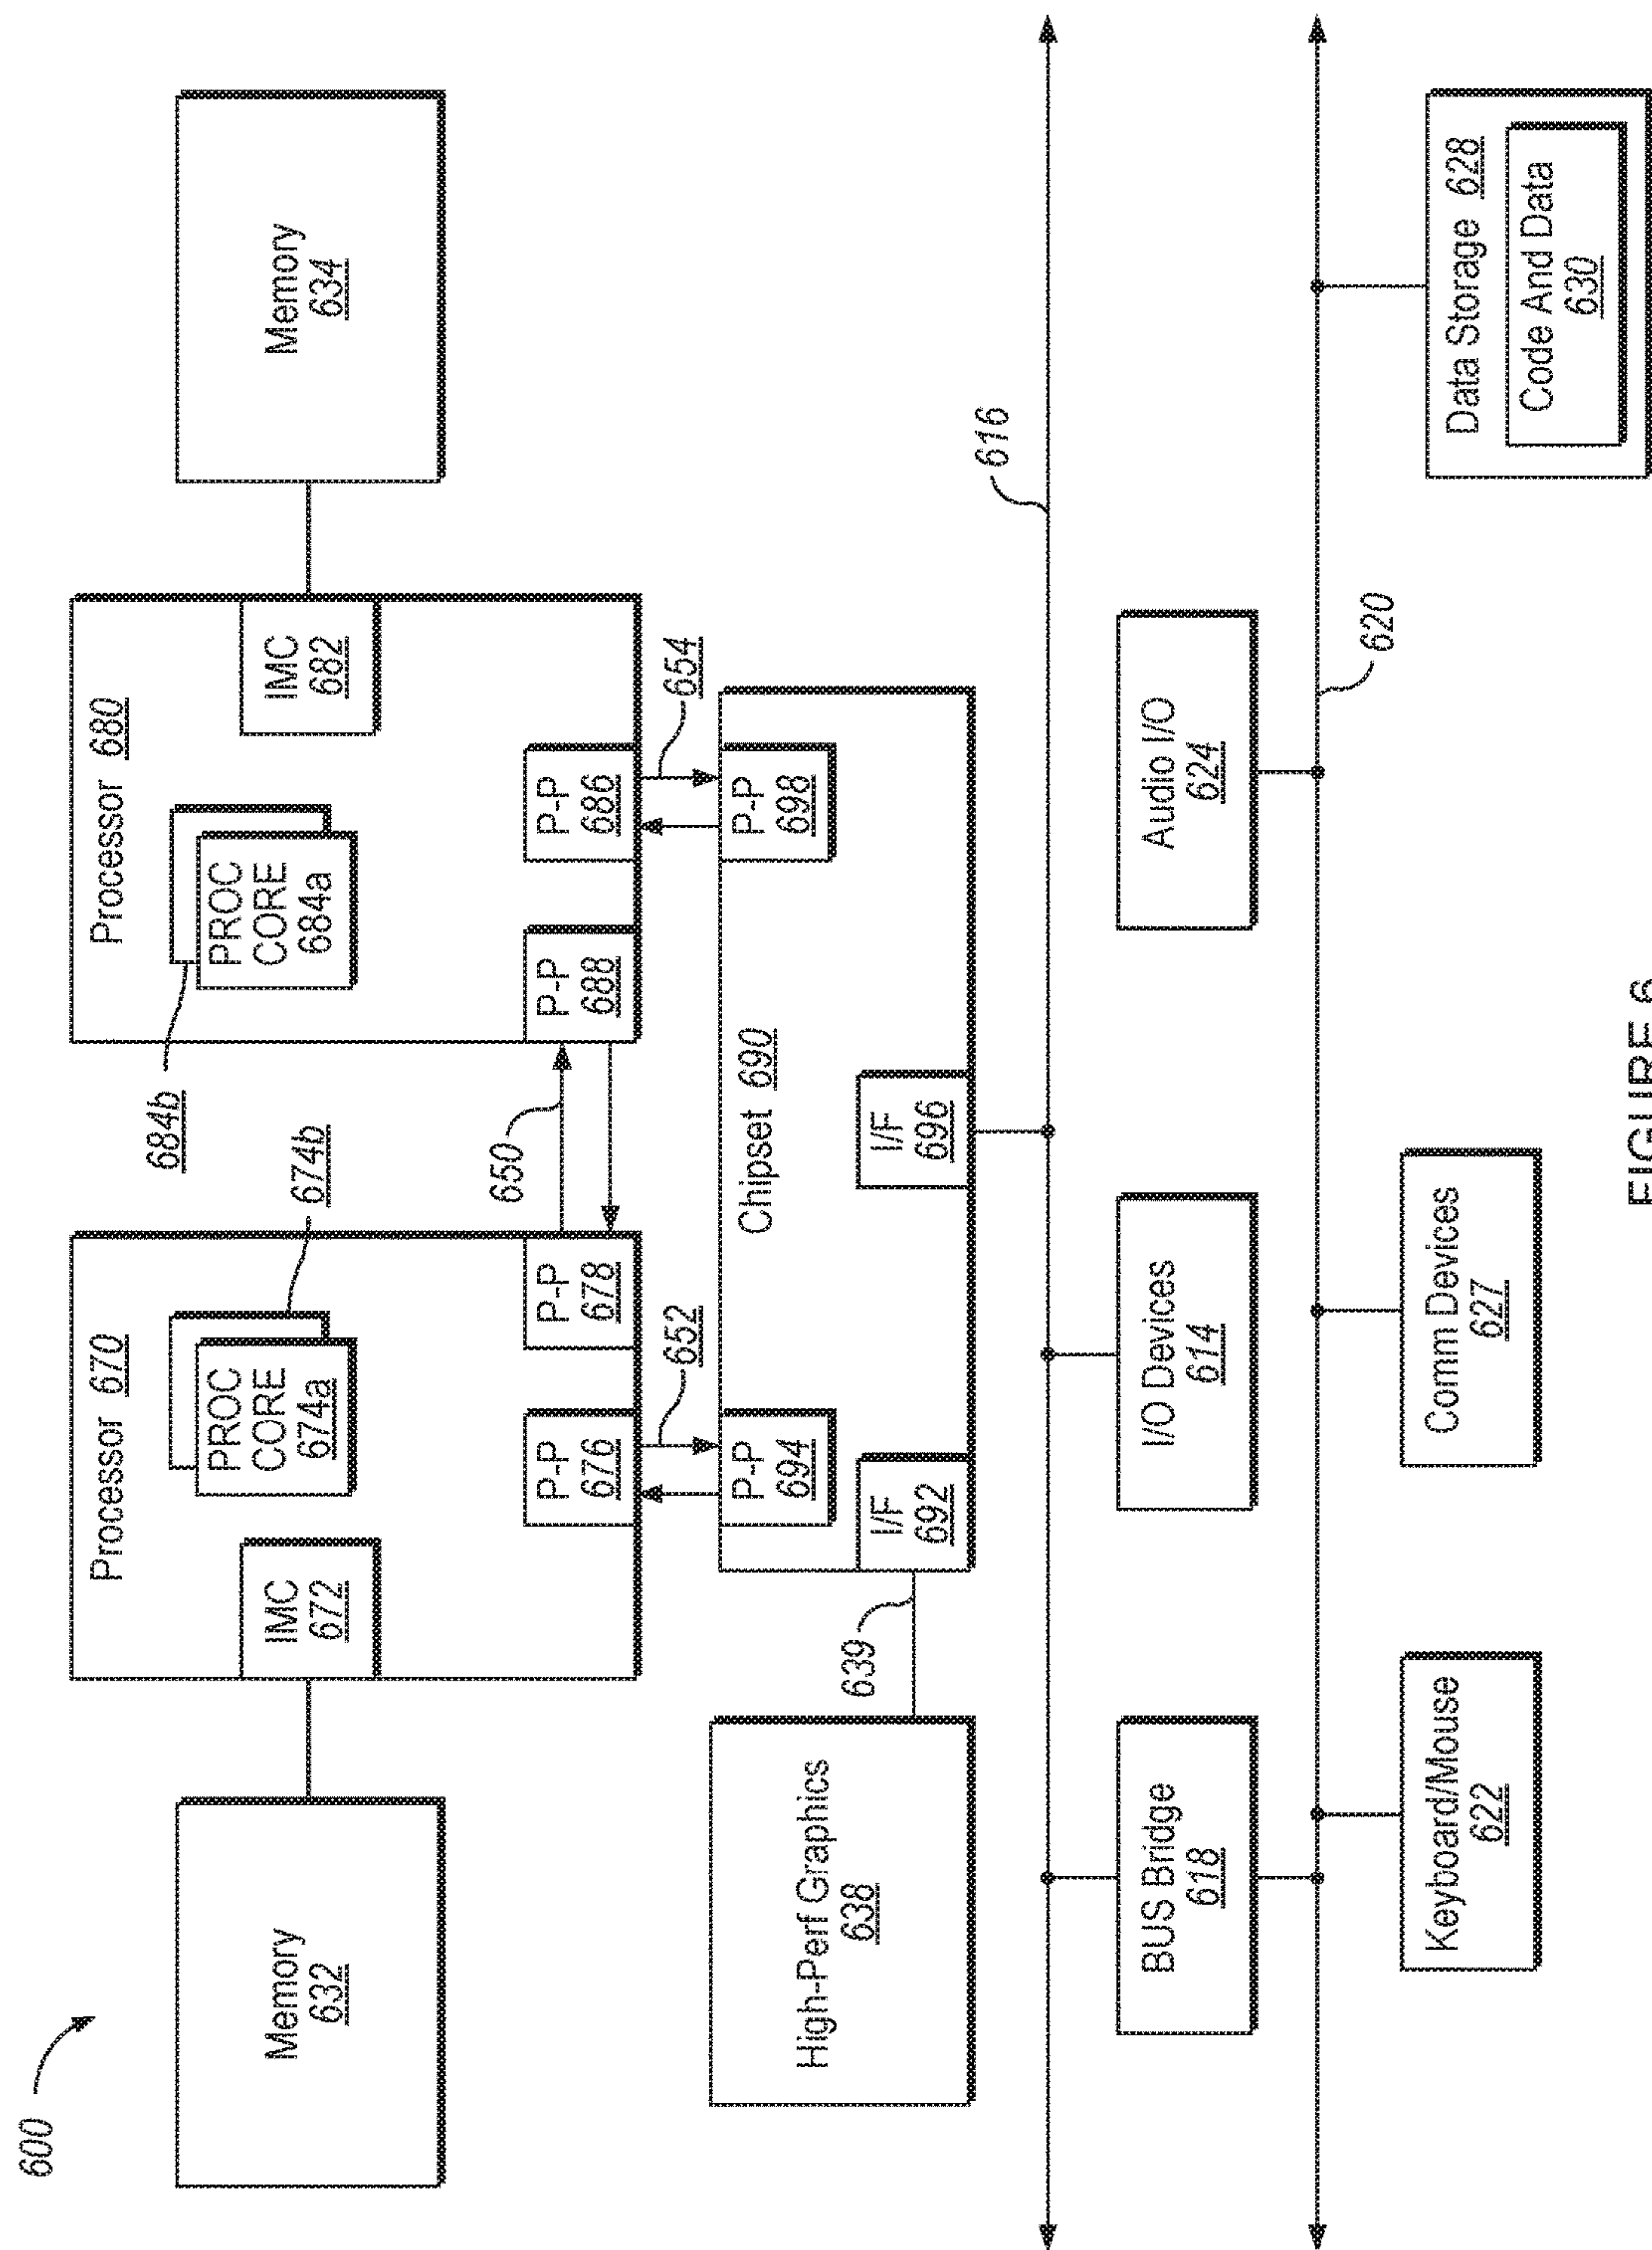 600
Memory
632
Processor 670
IMC
672
PROC
CORE
674a
674b
P-P
676
P-P
678
650
684b
Processor 680
PROC
CORE
684a
IMC
682
P-P
688
P-P
686
Memory
634
652
654
High-Perf Graphics
638
639
Chipset 690
P-P
694
I/F
692
I/F
696
P-P
698
616
BUS Bridge
618
I/O Devices
614
Audio I/O
624
620
Keyboard/Mouse
622
Comm Devices
627
Data Storage 628
Code And Data
630
FIGURE 6